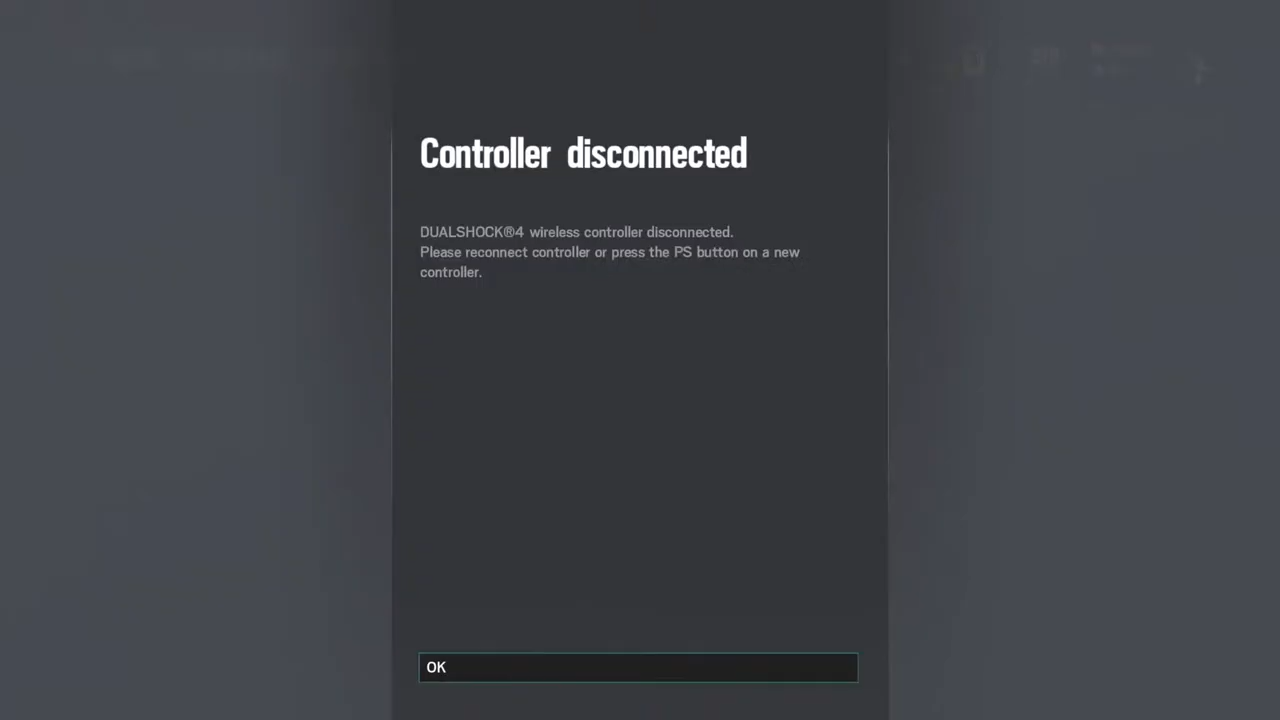 Controller disconnected
DUALSHOCK®4 wireless controller disconnected.
Please reconnect controller or press the PS button on a new
controller.
OK